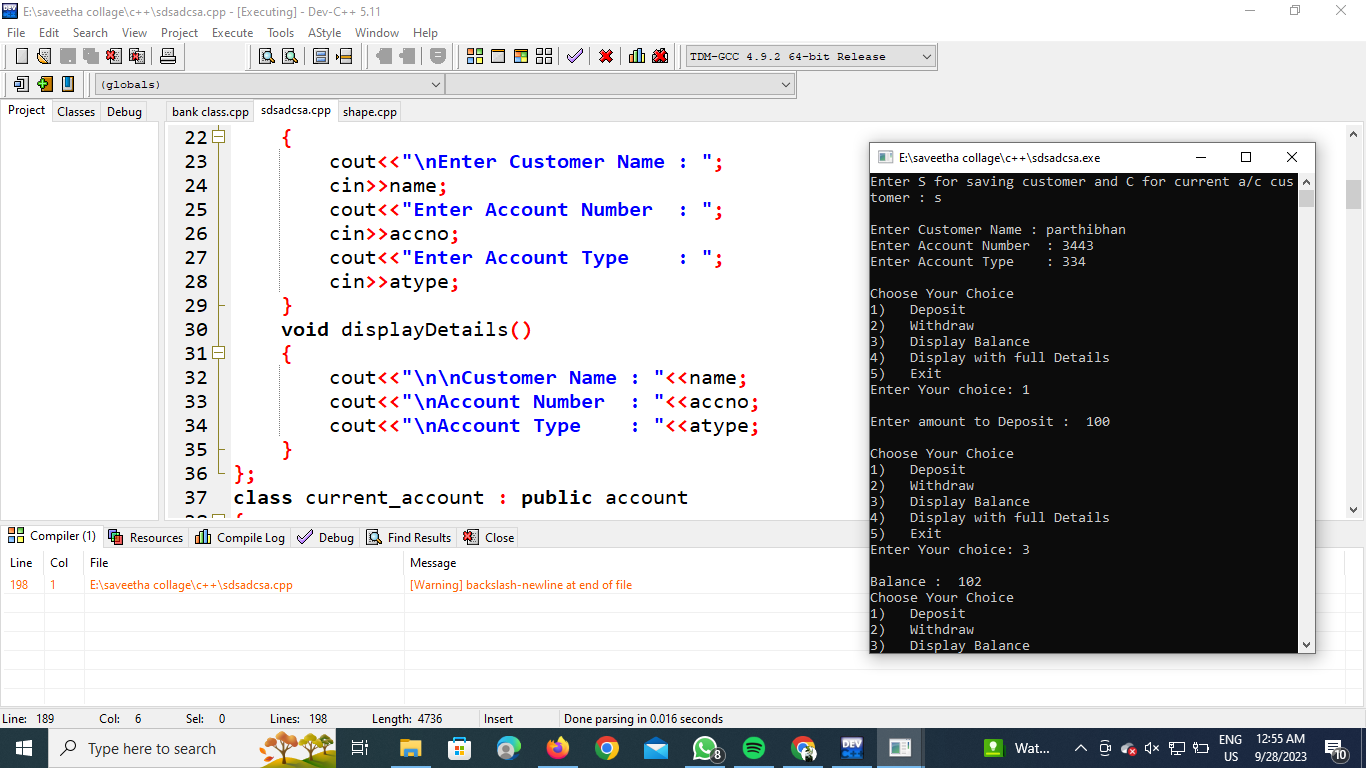 E:\saveetha collage\c++\sdsadcsa.cpp - [Executing] - Dev-C++ 5.11
File Edit Search View Project Execute Tools AStyle Window Help
TDM-GCC 4.9.2 64-bit Release
(globals)
Project Classes Debug
bank class.cpp sdsadcsa.cpp shape.cpp
22 {
23 cout<<"\nEnter Customer Name : ";
24 cin>>name;
25 cout<<"Enter Account Number  : ";
26 cin>>accno;
27 cout<<"Enter Account Type    : ";
28 cin>>atype;
29 }
30 void displayDetails()
31 {
32 cout<<"\n\nCustomer Name : "<<name;
33 cout<<"\nAccount Number  : "<<accno;
34 cout<<"\nAccount Type    : "<<atype;
35 }
36 };
37 class current_account : public account
E:\saveetha collage\c++\sdsadcsa.exe
Enter S for saving customer and C for current a/c cus
tomer : s
Enter Customer Name : parthibhan
Enter Account Number  : 3443
Enter Account Type    : 334
Choose Your Choice
1)   Deposit
2)   Withdraw
3)   Display Balance
4)   Display with full Details
5)   Exit
Enter Your choice: 1
Enter amount to Deposit :  100
Choose Your Choice
1)   Deposit
2)   Withdraw
3)   Display Balance
4)   Display with full Details
5)   Exit
Enter Your choice: 3
Balance :  102
Choose Your Choice
1)   Deposit
2)   Withdraw
3)   Display Balance
Compiler (1) Resources Compile Log Debug Find Results Close
Line Col File Message
198 1 E:\saveetha collage\c++\sdsadcsa.cpp [Warning] backslash-newline at end of file
Line: 189 Col: 6 Sel: 0 Lines: 198 Length: 4736 Insert Done parsing in 0.016 seconds
Type here to search
8
DEV
Wat...
ENG
US
12:55 AM
9/28/2023
10